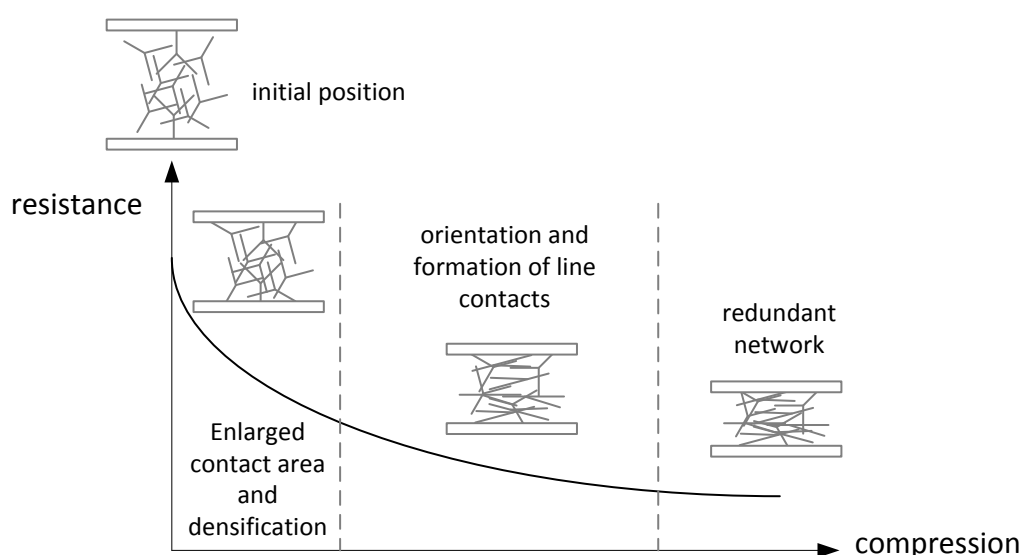 initial position
resistance
orientation and
formation of line
contacts
redundant
network
Enlarged
contact area
and
densification
compression